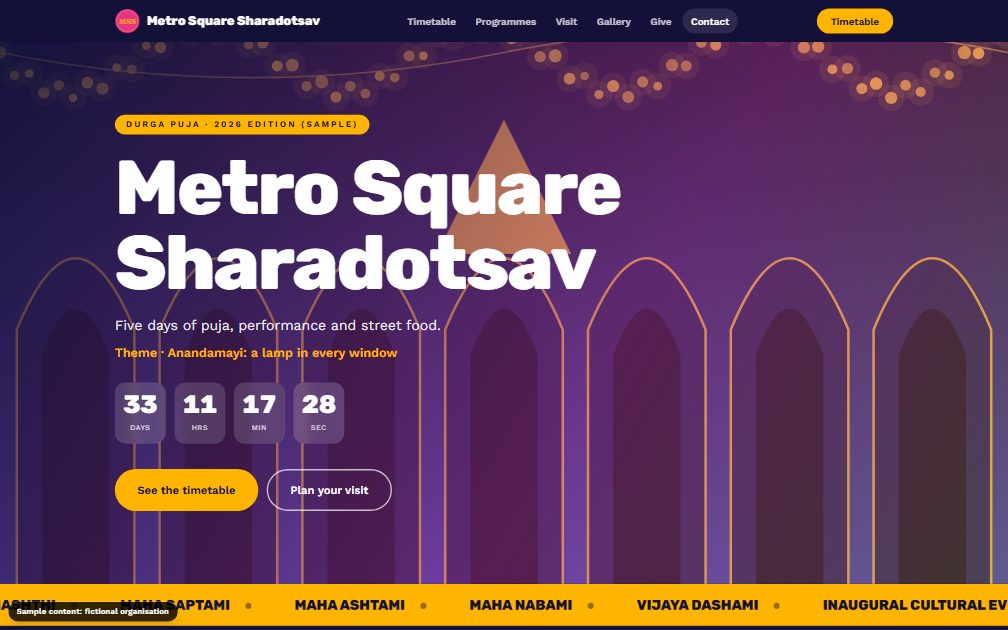 MSS Metro Square Sharadotsav Timetable Programmes Visit Gallery Give Contact Timetable
DURGA PUJA · 2026 EDITION (SAMPLE)
Metro Square
Sharadotsav
Five days of puja, performance and street food.
Theme · Anandamayi: a lamp in every window
33 11 17 28
DAYS HRS MIN SEC
See the timetable Plan your visit
MAHA SAPTAMI • MAHA ASHTAMI • MAHA NABAMI • VIJAYA DASHAMI • INAUGURAL CULTURAL EV
Sample content: fictional organisation